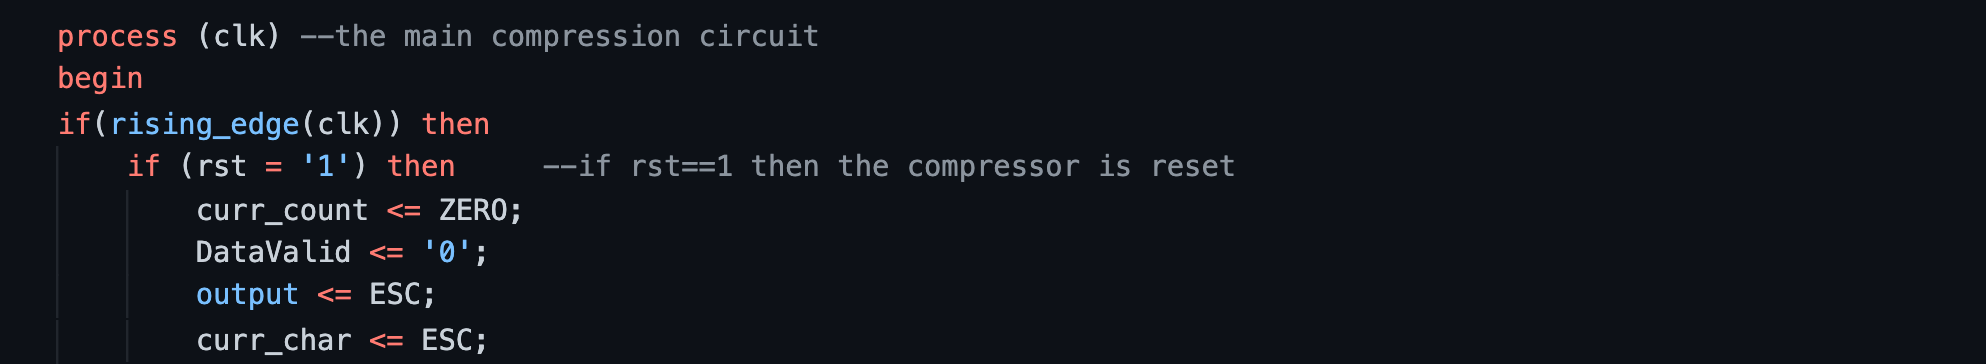 process (clk) --the main compression circuit
begin
if(rising_edge(clk)) then
if (rst = '1') then     --if rst==1 then the compressor is reset
curr_count <= ZERO;
DataValid <= '0';
output <= ESC;
curr_char <= ESC;